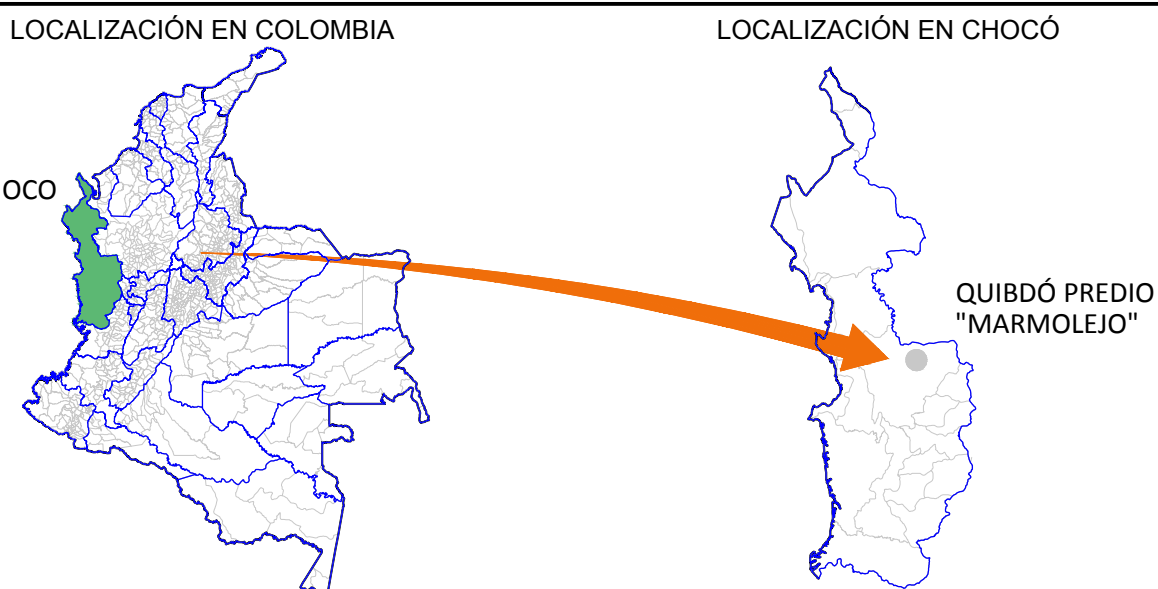 LOCALIZACIÓN EN COLOMBIA
LOCALIZACIÓN EN CHOCÓ
OCO
QUIBDÓ PREDIO
"MARMOLEJO"